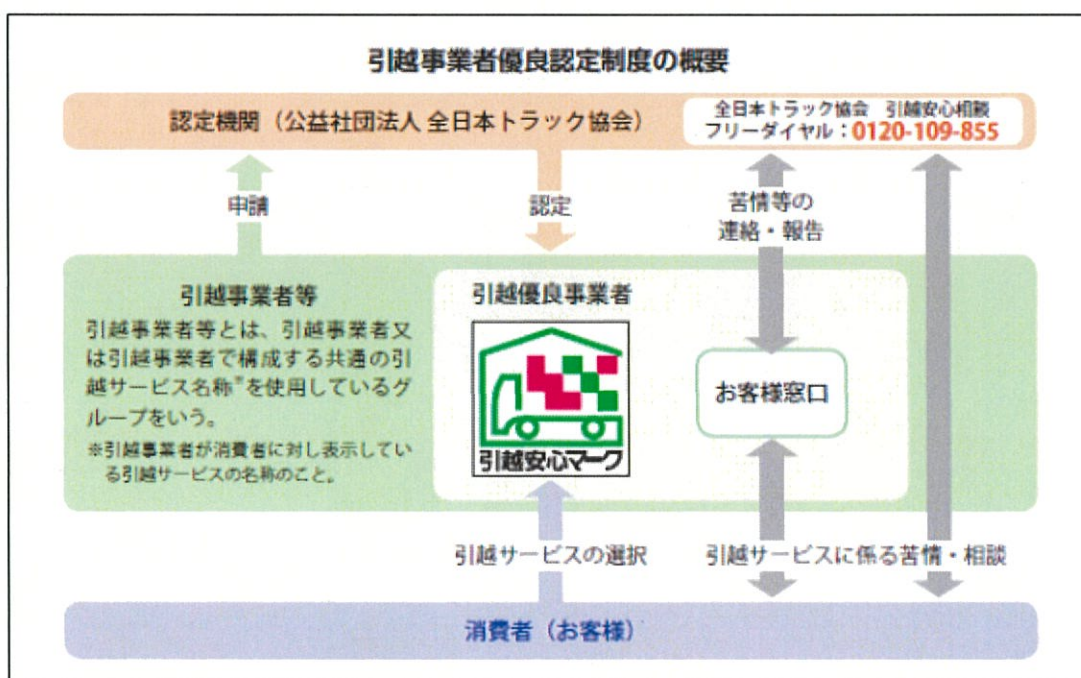 引越事業者優良認定制度の概要
認定機関（公益社団法人 全日本トラック協会）
全日本トラック協会　引越安心相談
フリーダイヤル：0120-109-855
申請
認定
苦情等の
連絡・報告
引越事業者等
引越事業者等とは、引越事業者又
は引越事業者で構成する共通の引
越サービス名称※を使用しているグ
ループをいう。
※引越事業者が消費者に対し表示してい
る引越サービスの名称のこと。
引越優良事業者
引越安心マーク
お客様窓口
引越サービスの選択
引越サービスに係る苦情・相談
消費者（お客様）